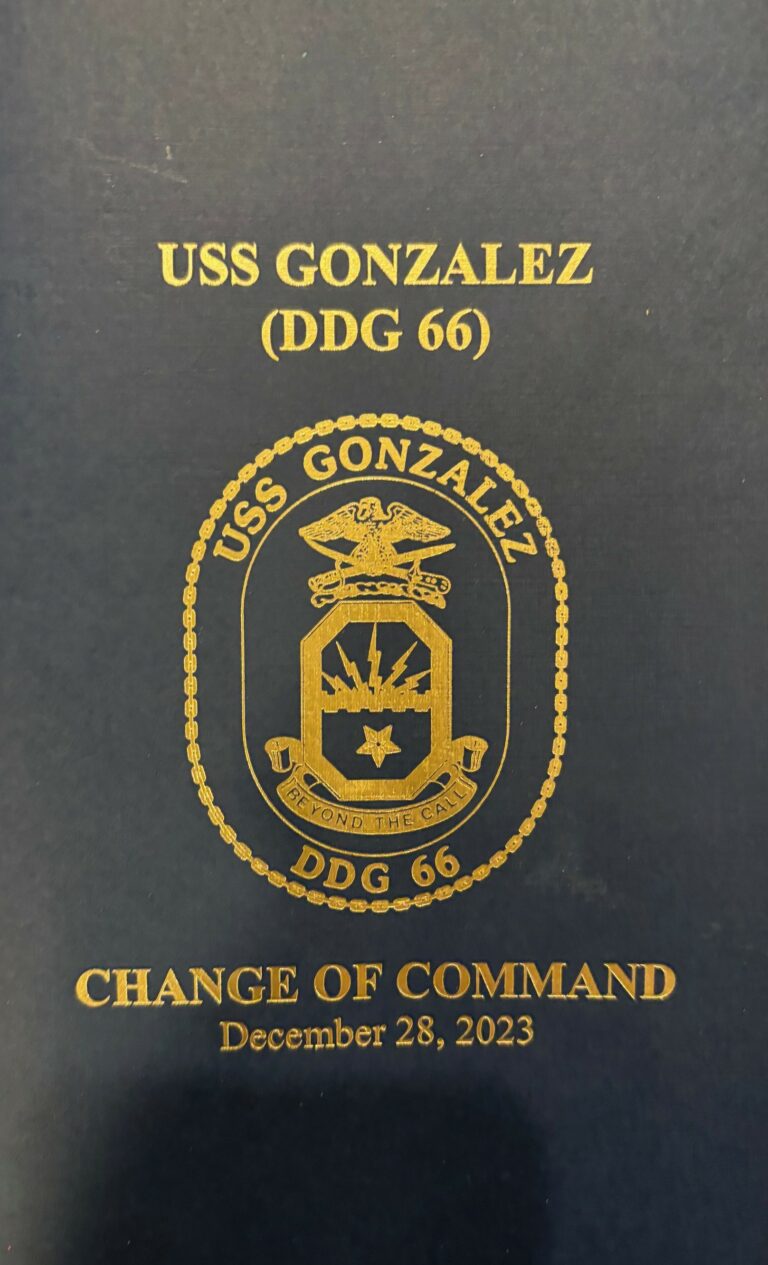 USS GONZALEZ
(DDG 66)
USS GONZALEZ
BEYOND THE CALL
DDG 66
CHANGE OF COMMAND
December 28, 2023